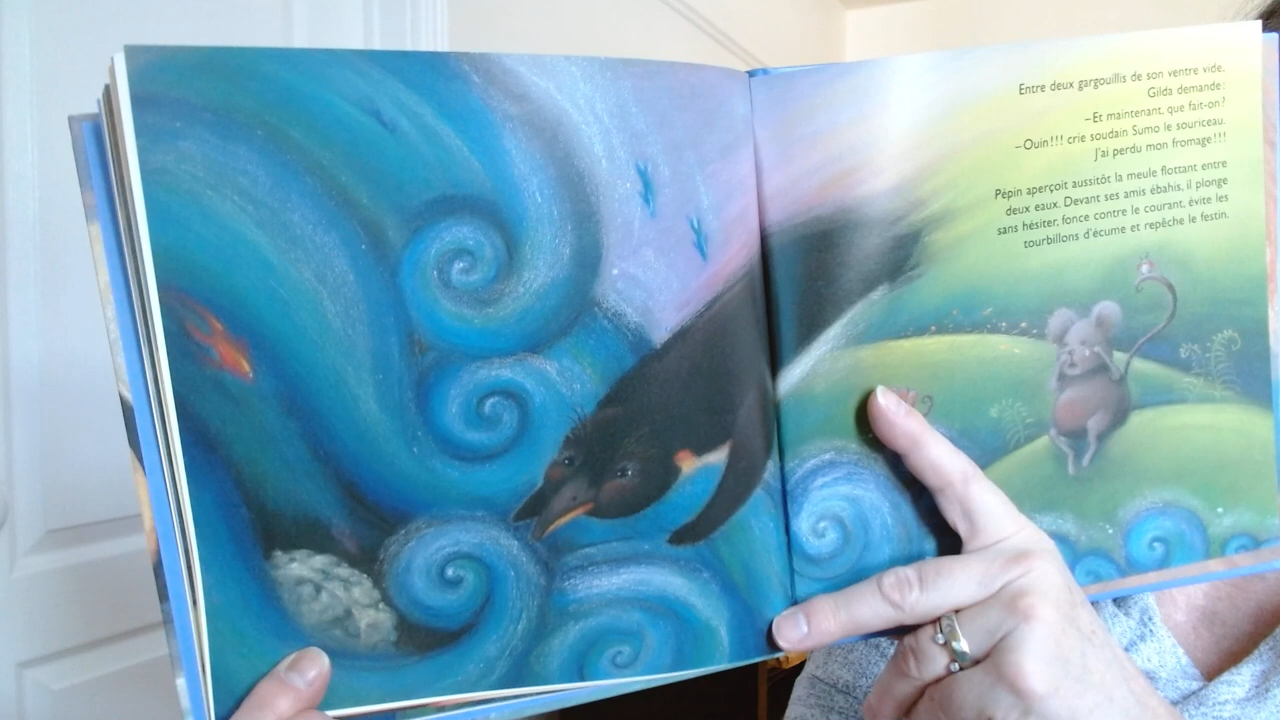 Entre deux gargouillis de son ventre vide,
Gilda demande:
–Et maintenant, que fait-on?
–Ouin!!! crie soudain Sumo le souriceau.
J'ai perdu mon fromage!!!
Pépin aperçoit aussitôt la meule flottant entre
deux eaux. Devant ses amis ébahis, il plonge
sans hésiter, fonce contre le courant, évite les
tourbillons d'écume et repêche le festin.